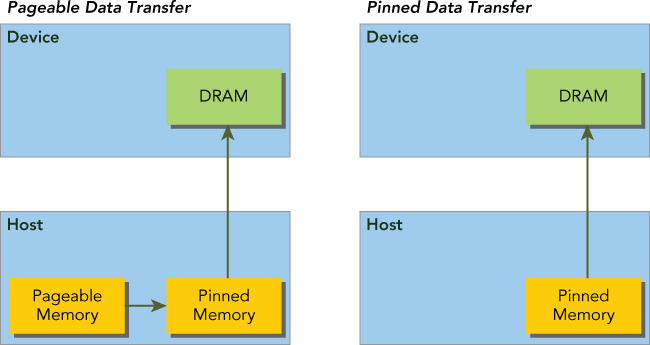 Pageable Data Transfer
Device
DRAM
Host
Pageable
Memory
Pinned
Memory
Pinned Data Transfer
Device
DRAM
Host
Pinned
Memory